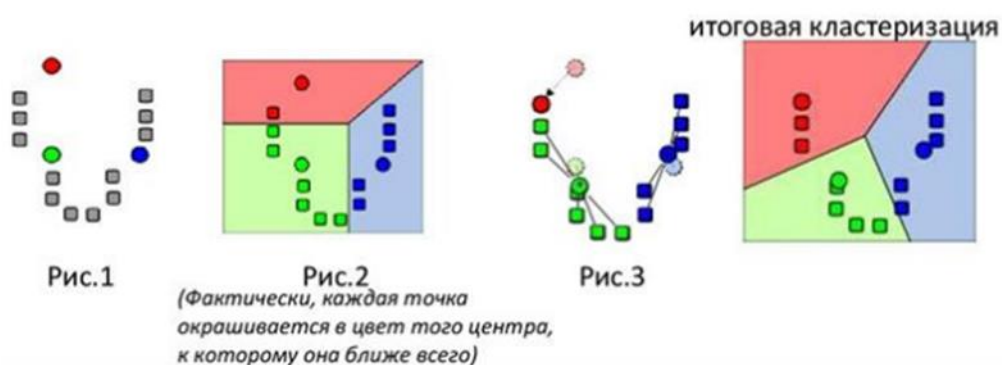 итоговая кластеризация
Рис.1
Рис.2
Рис.3
(Фактически, каждая точка
окрашивается в цвет того центра,
к которому она ближе всего)